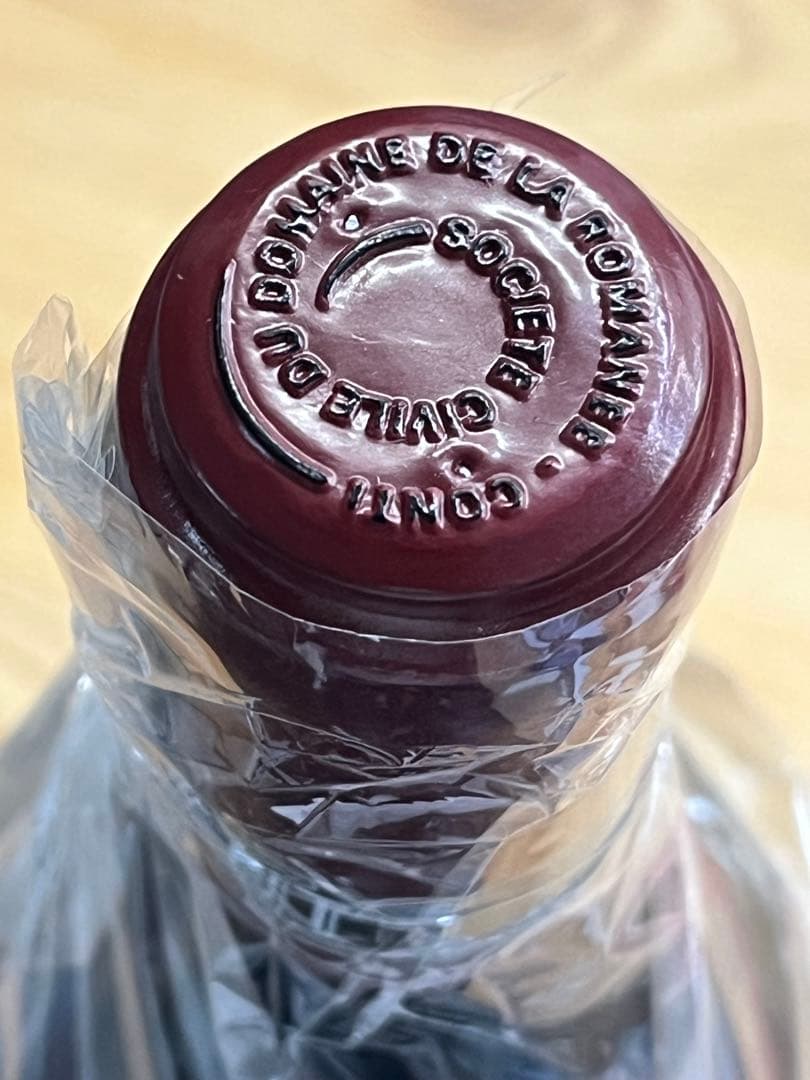 SOCIETE CIVILE DU DOMAINE DE LA ROMANEE - CONTI